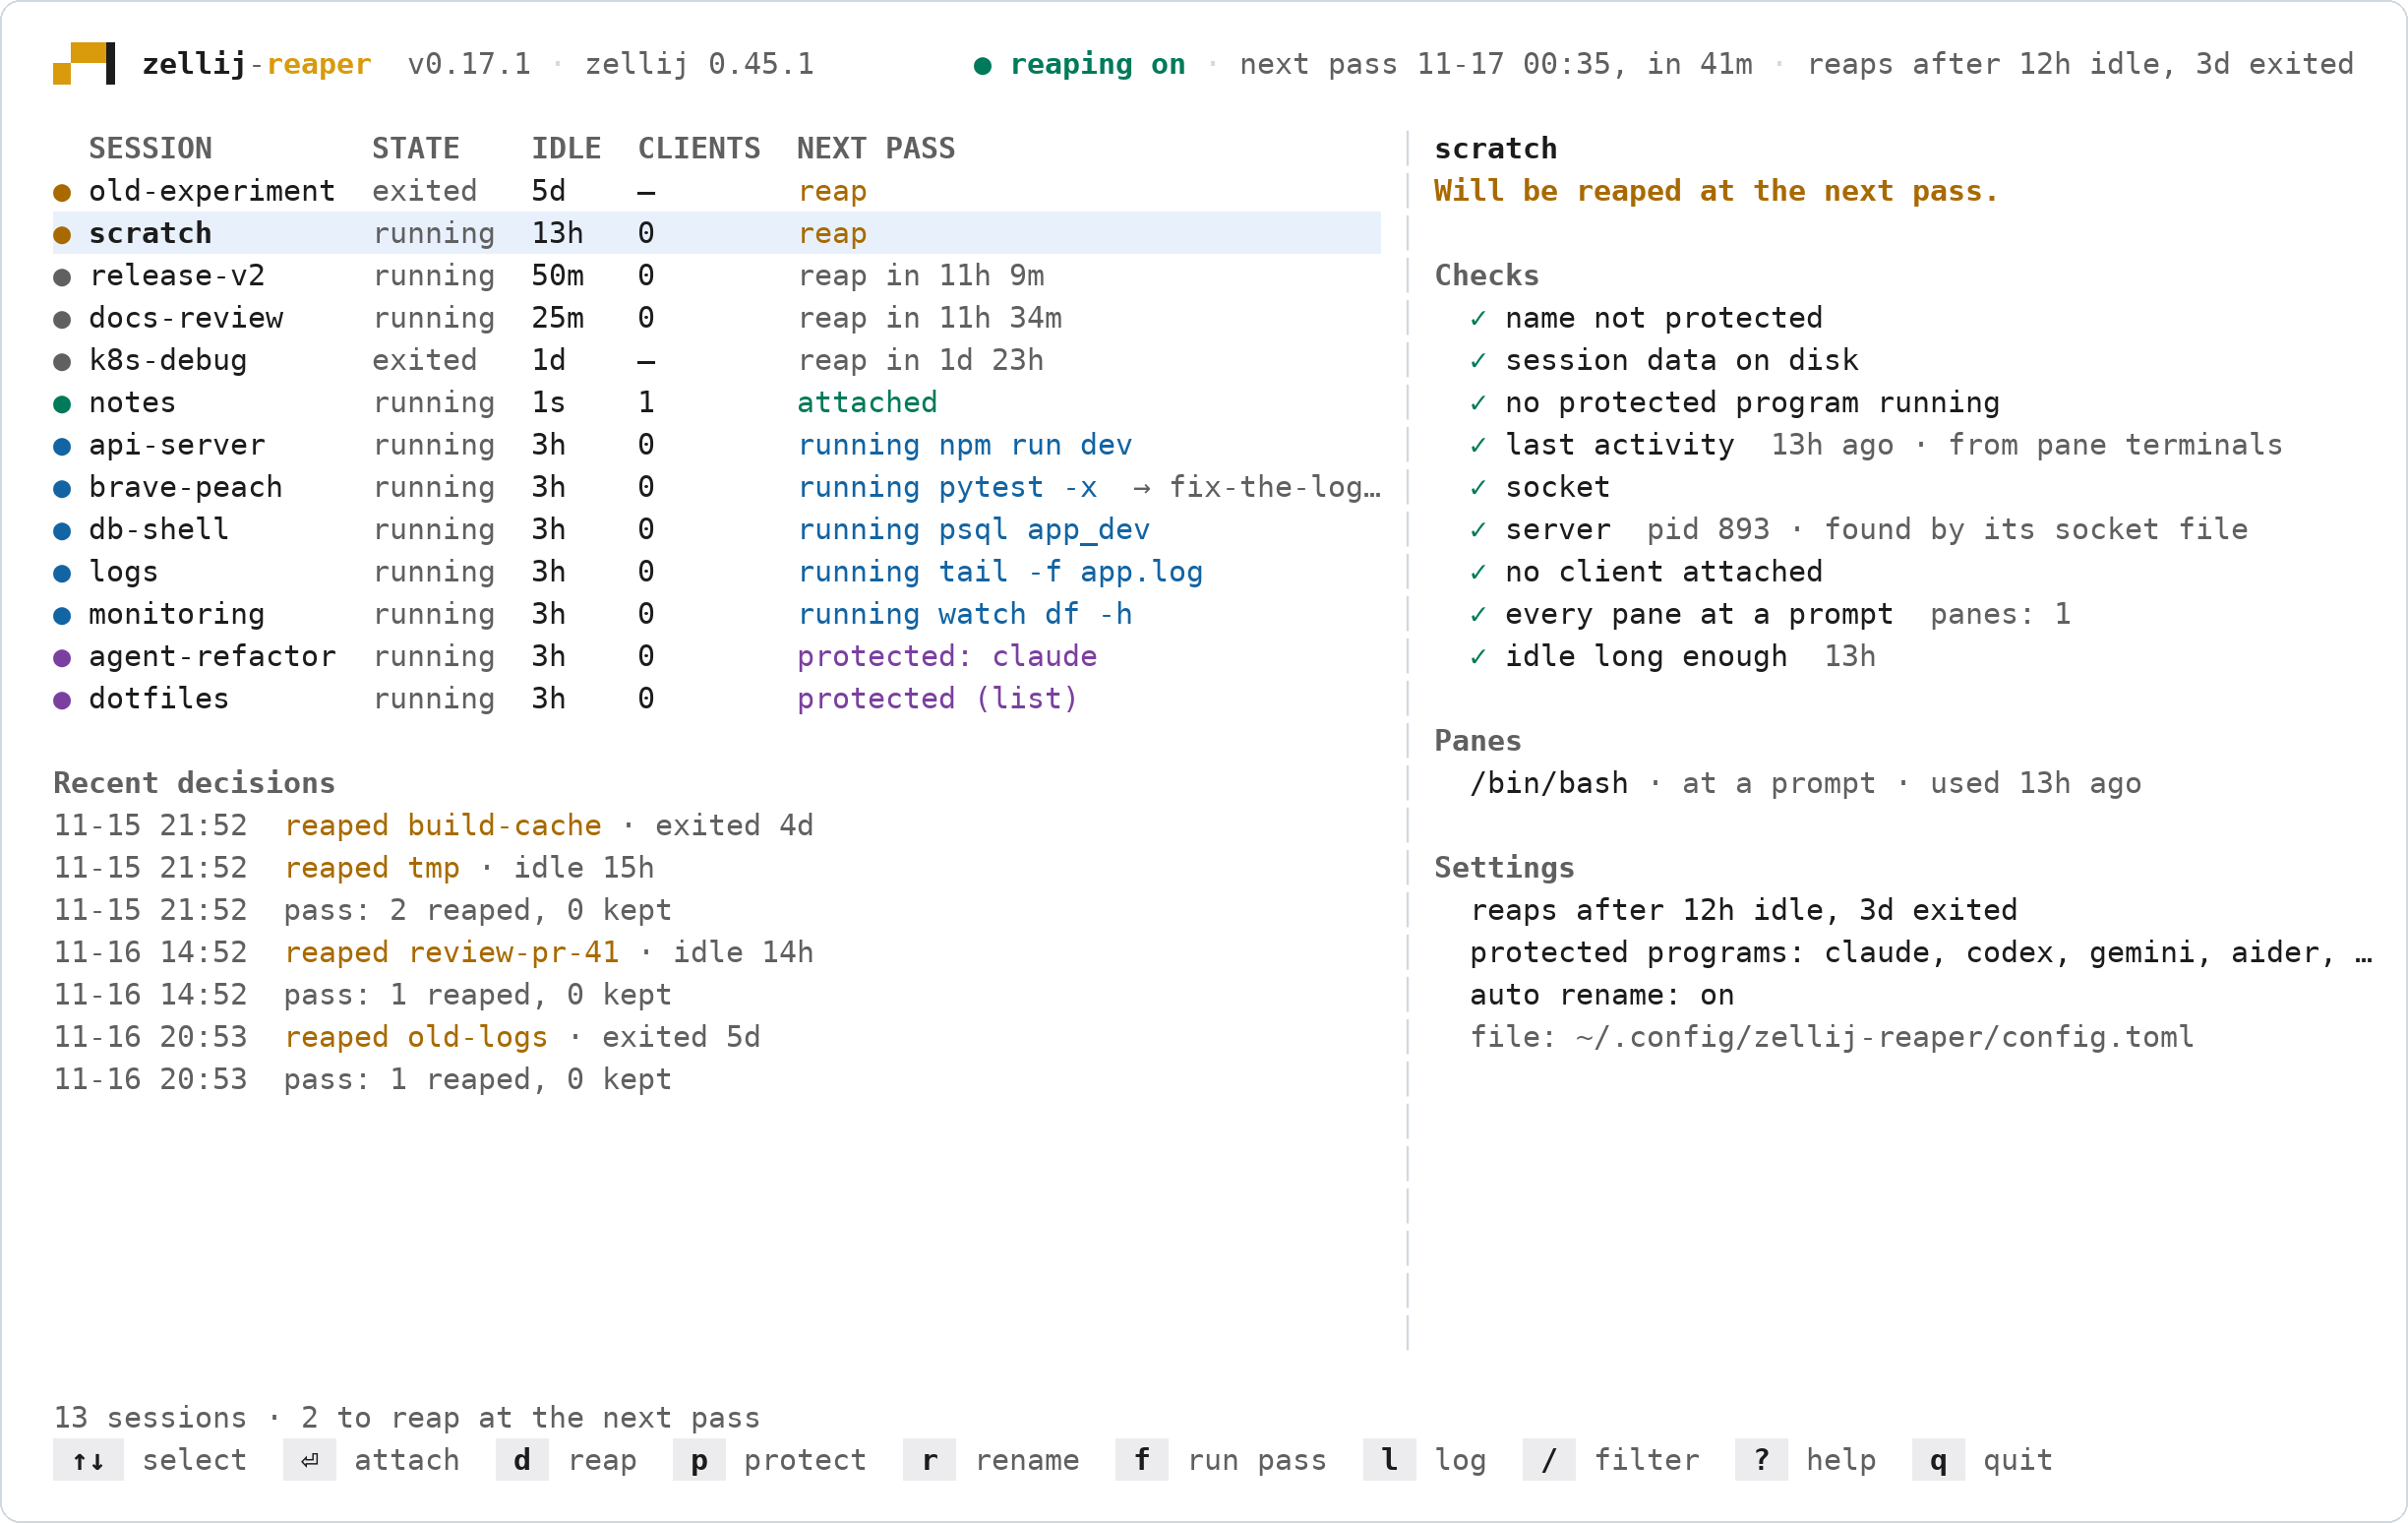 zellij-reaper  v0.17.1 · zellij 0.45.1  ● reaping on · next pass 11-17 00:35, in 41m · reaps after 12h idle, 3d exited
SESSION  STATE  IDLE  CLIENTS  NEXT PASS
● old-experiment  exited  5d  —  reap
● scratch  running  13h  0  reap
● release-v2  running  50m  0  reap in 11h 9m
● docs-review  running  25m  0  reap in 11h 34m
● k8s-debug  exited  1d  —  reap in 1d 23h
● notes  running  1s  1  attached
● api-server  running  3h  0  running npm run dev
● brave-peach  running  3h  0  running pytest -x  → fix-the-log…
● db-shell  running  3h  0  running psql app_dev
● logs  running  3h  0  running tail -f app.log
● monitoring  running  3h  0  running watch df -h
● agent-refactor  running  3h  0  protected: claude
● dotfiles  running  3h  0  protected (list)
Recent decisions
11-15 21:52  reaped build-cache · exited 4d
11-15 21:52  reaped tmp · idle 15h
11-15 21:52  pass: 2 reaped, 0 kept
11-16 14:52  reaped review-pr-41 · idle 14h
11-16 14:52  pass: 1 reaped, 0 kept
11-16 20:53  reaped old-logs · exited 5d
11-16 20:53  pass: 1 reaped, 0 kept
scratch
Will be reaped at the next pass.
Checks
✓ name not protected
✓ session data on disk
✓ no protected program running
✓ last activity  13h ago · from pane terminals
✓ socket
✓ server  pid 893 · found by its socket file
✓ no client attached
✓ every pane at a prompt  panes: 1
✓ idle long enough  13h
Panes
/bin/bash · at a prompt · used 13h ago
Settings
reaps after 12h idle, 3d exited
protected programs: claude, codex, gemini, aider, …
auto rename: on
file: ~/.config/zellij-reaper/config.toml
13 sessions · 2 to reap at the next pass
↑↓ select  ⏎ attach  d reap  p protect  r rename  f run pass  l log  / filter  ? help  q quit